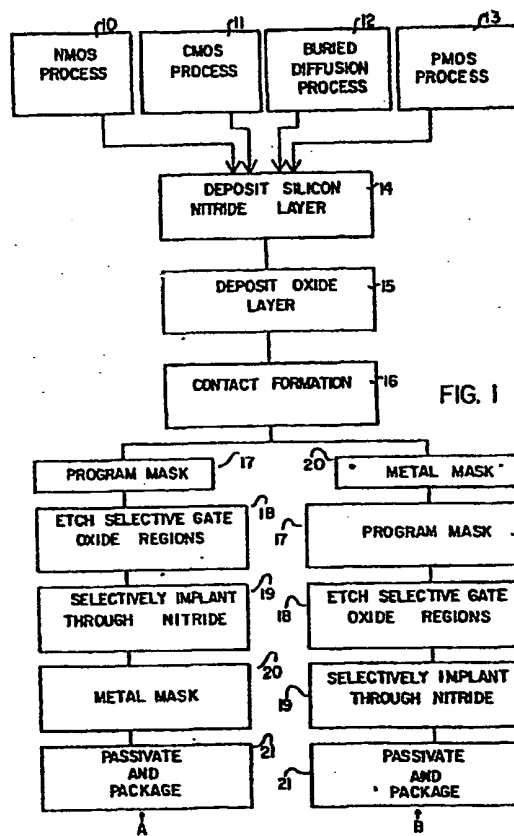 10
NMOS
PROCESS
11
CMOS
PROCESS
12
BURIED
DIFFUSION
PROCESS
13
PMOS
PROCESS
DEPOSIT SILICON
NITRIDE LAYER
14
DEPOSIT OXIDE
LAYER
15
CONTACT FORMATION
16
FIG. 1
PROGRAM MASK
17
ETCH SELECTIVE GATE
OXIDE REGIONS
18
SELECTIVELY IMPLANT
THROUGH NITRIDE
19
METAL MASK
20
PASSIVATE
AND
PACKAGE
21
A
20
METAL MASK
17
PROGRAM MASK
18
ETCH SELECTIVE GATE
OXIDE REGIONS
19
SELECTIVELY IMPLANT
THROUGH NITRIDE
21
PASSIVATE
AND
PACKAGE
B